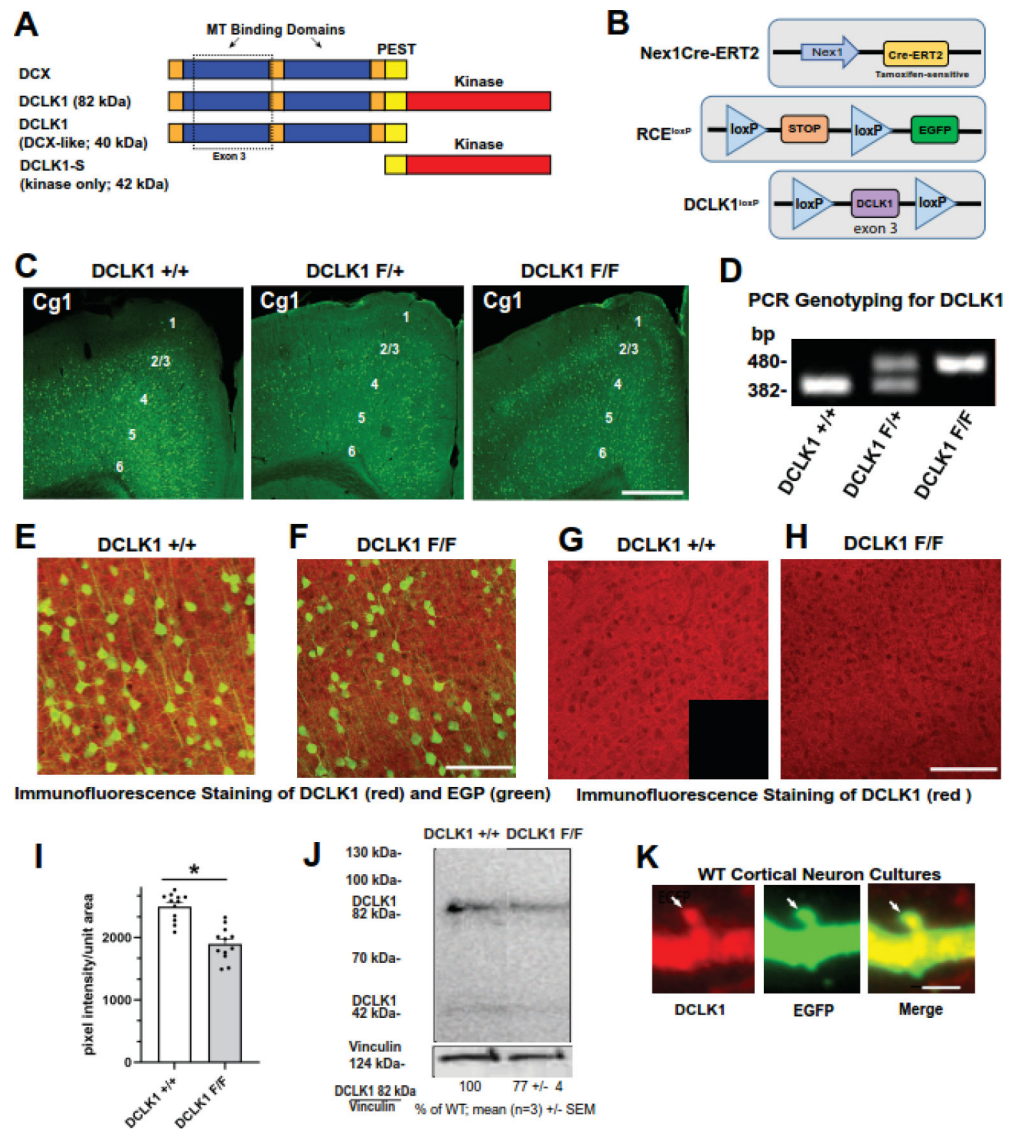 A
MT Binding Domains
PEST
DCX
Kinase
DCLK1 (82 kDa)
DCLK1
(DCX-like; 40 kDa)
Exon 3
Kinase
DCLK1-S
(kinase only; 42 kDa)
B
Nex1Cre-ERT2
Nex1
Cre-ERT2
Tamoxifen-sensitive
RCEloxP
loxP
STOP
loxP
EGFP
DCLK1loxP
loxP
DCLK1
loxP
exon 3
C
DCLK1 +/+
DCLK1 F/+
DCLK1 F/F
Cg1
1
2/3
4
5
6
Cg1
1
2/3
4
5
6
Cg1
1
2/3
4
5
6
D
PCR Genotyping for DCLK1
bp
480-
382-
DCLK1 +/+
DCLK1 F/+
DCLK1 F/F
E
DCLK1 +/+
F
DCLK1 F/F
Immunofluorescence Staining of DCLK1 (red) and EGP (green)
G
DCLK1 +/+
H
DCLK1 F/F
Immunofluorescence Staining of DCLK1 (red )
I
*
pixel intensity/unit area
2000
1000
0
DCLK1 +/+
DCLK1 F/F
J
DCLK1 +/+ DCLK1 F/F
130 kDa-
100 kDa-
DCLK1
82 kDa-
70 kDa-
DCLK1
42 kDa-
Vinculin
124 kDa-
DCLK1 82 kDa
Vinculin
100
77 +/- 4
% of WT; mean (n=3) +/- SEM
K
WT Cortical Neuron Cultures
EGFP
DCLK1
EGFP
Merge